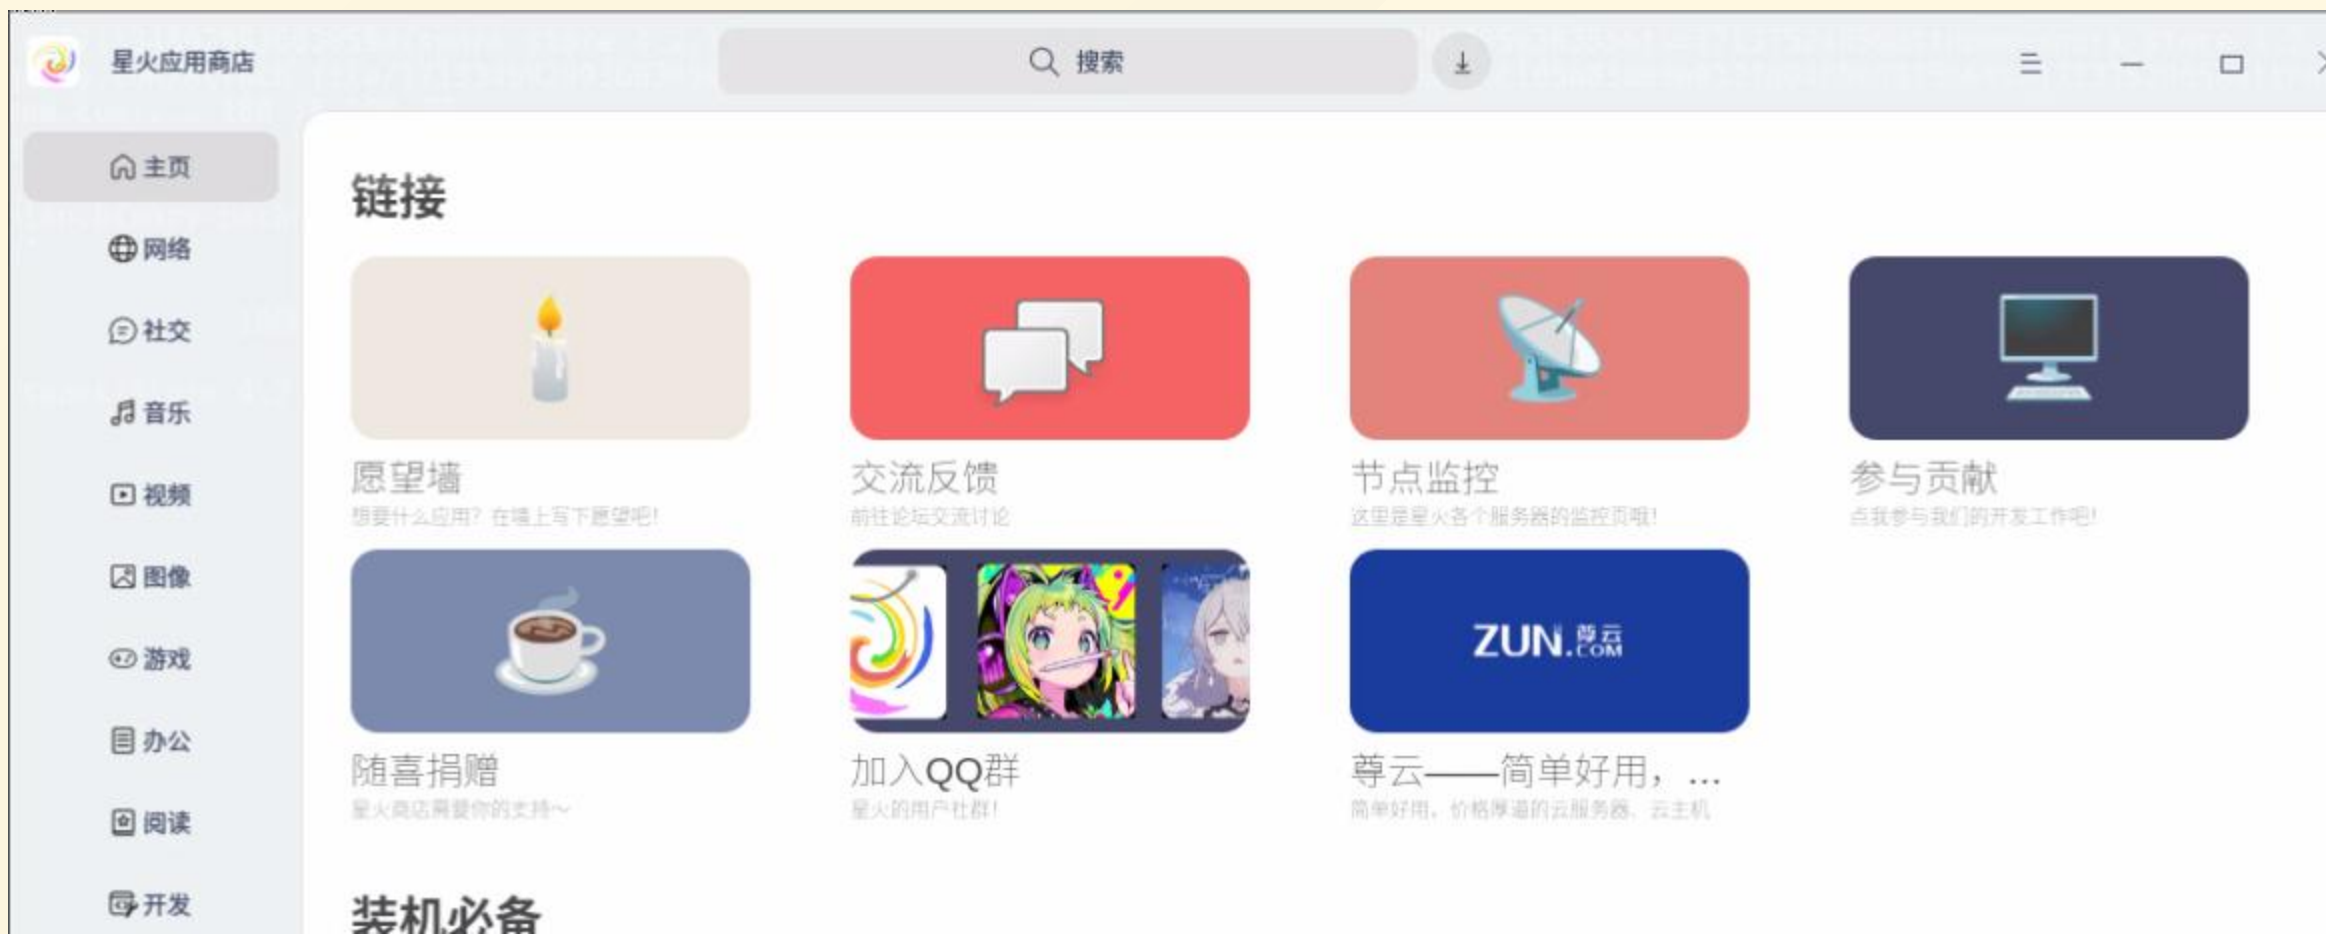 星火应用商店
搜索
主页
网络
社交
音乐
视频
图像
游戏
办公
阅读
开发
链接
愿望墙
想要什么应用？在墙上写下愿望吧！
交流反馈
前往论坛交流讨论
节点监控
这里是星火各个服务器的监控页哦！
参与贡献
点我参与我们的开发工作吧！
随喜捐赠
星火商店需要你的支持～
加入QQ群
星火的用户社群！
ZUN.尊云
COM
尊云——简单好用，...
简单好用，价格厚道的云服务器、云主机
装机必备